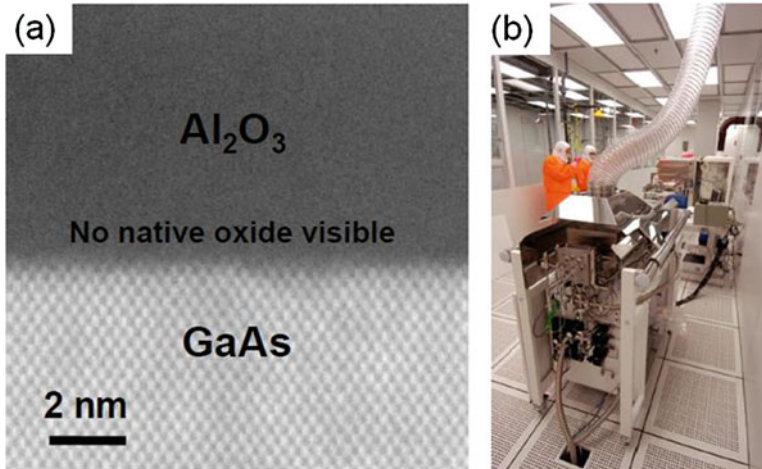 (a)
Al₂O₃
No native oxide visible
GaAs
2 nm
(b)